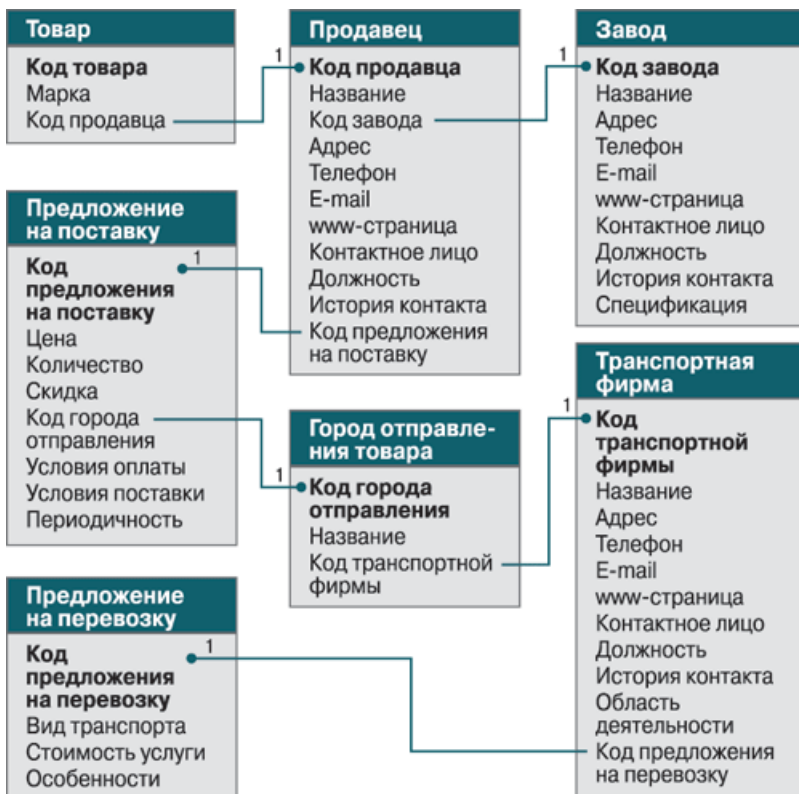 Товар
Код товара
Марка
Код продавца
1
Продавец
Код продавца
Название
Код завода
Адрес
Телефон
E-mail
www-страница
Контактное лицо
Должность
История контакта
Код предложения
на поставку
1
Завод
Код завода
Название
Адрес
Телефон
E-mail
www-страница
Контактное лицо
Должность
История контакта
Спецификация
Предложение
на поставку
Код
предложения
на поставку
1
Цена
Количество
Скидка
Код города
отправления
Условия оплаты
Условия поставки
Периодичность
1
Город отправле-
ния товара
Код города
отправления
Название
Код транспортной
фирмы
1
Транспортная
фирма
Код
транспортной
фирмы
Название
Адрес
Телефон
E-mail
www-страница
Контактное лицо
Должность
История контакта
Область
деятельности
Код предложения
на перевозку
Предложение
на перевозку
Код
предложения
на перевозку
1
Вид транспорта
Стоимость услуги
Особенности